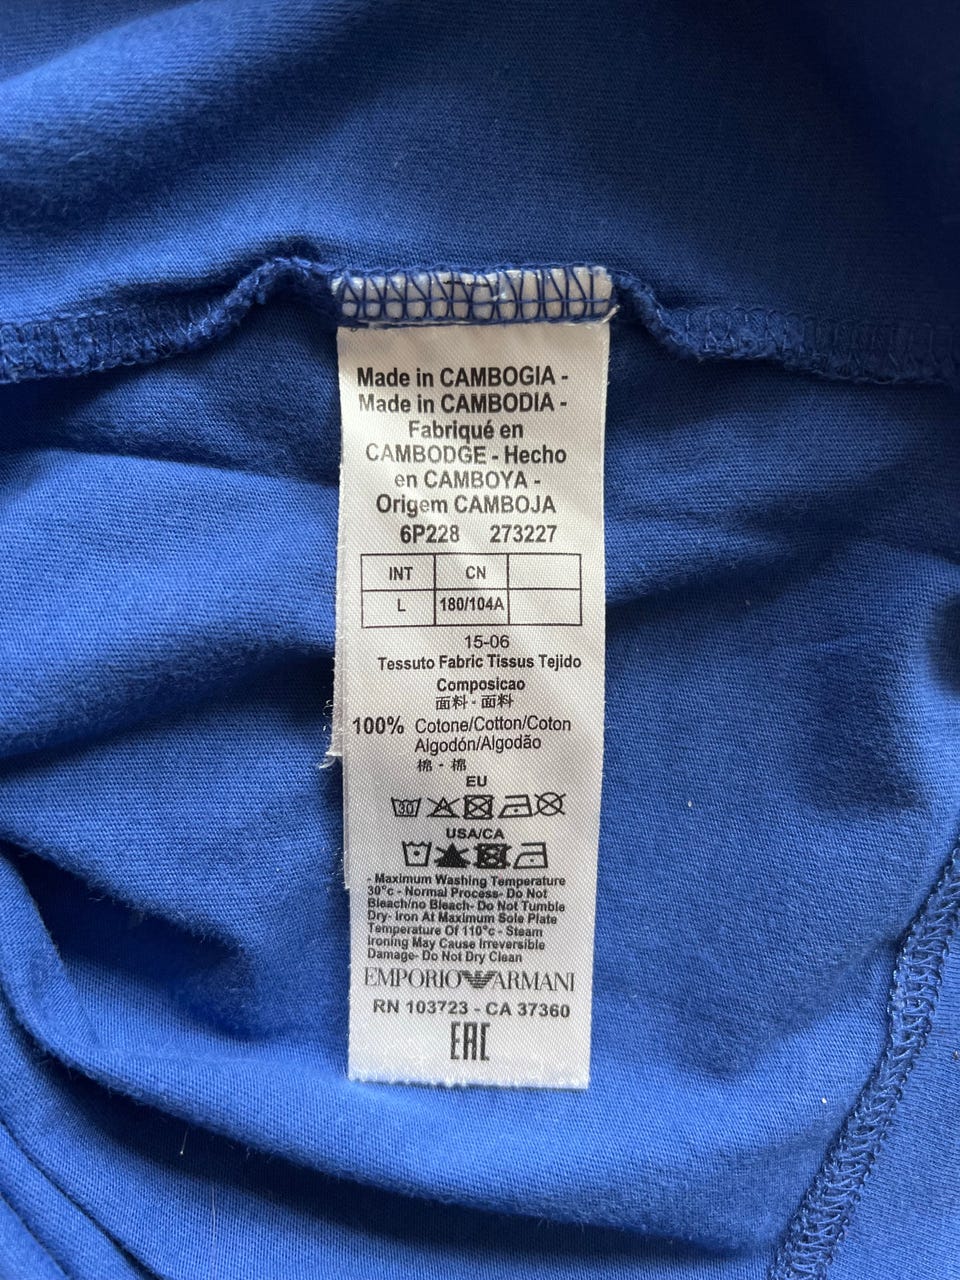 Made in CAMBOGIA -
Made in CAMBODIA -
Fabriqué en
CAMBODGE - Hecho
en CAMBOYA -
Origem CAMBOJA
6P228 273227
INT CN
L 180/104A
15-06
Tessuto Fabric Tissus Tejido
Composicao
面料 - 面料
100% Cotone/Cotton/Coton
Algodón/Algodão
棉 - 棉
EU
30
USA/CA
- Maximum Washing Temperature
30°c - Normal Process- Do Not
Bleach/no Bleach- Do Not Tumble
Dry- Iron At Maximum Sole Plate
Temperature Of 110°c - Steam
Ironing May Cause Irreversible
Damage- Do Not Dry Clean
EMPORIO ARMANI
RN 103723 - CA 37360
EAC